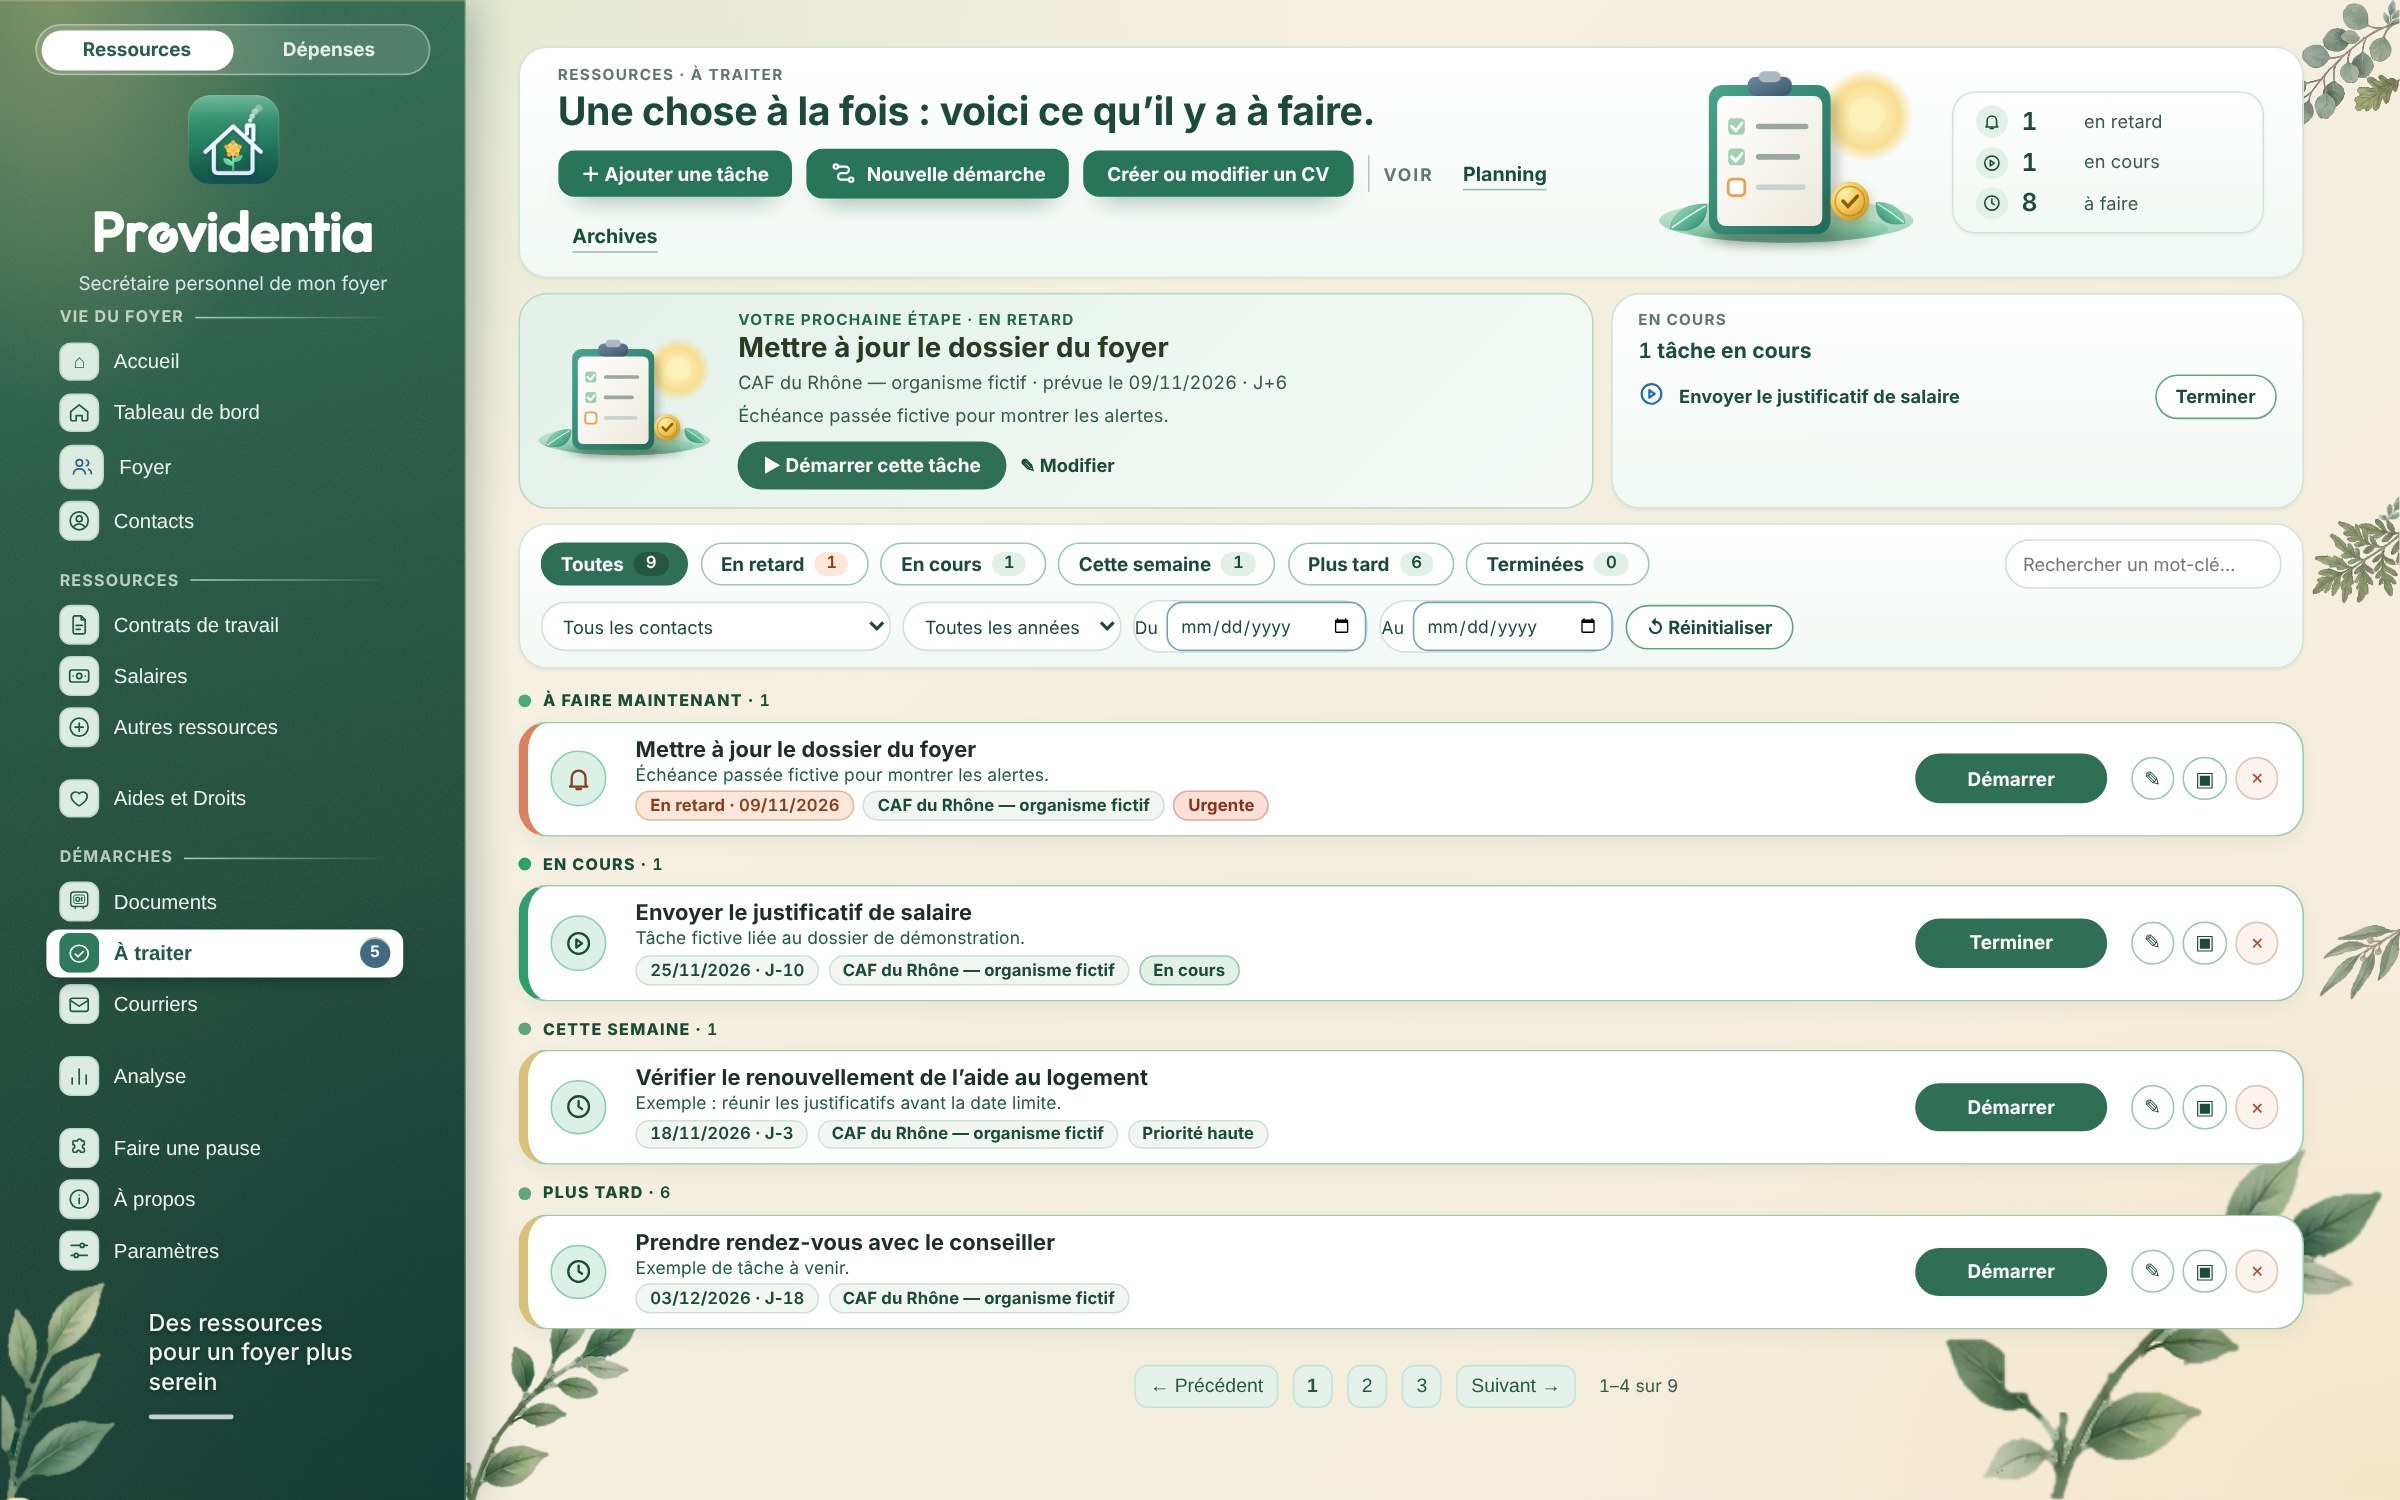 Ressources
Dépenses
Providentia
Secrétaire personnel de mon foyer
VIE DU FOYER
Accueil
Tableau de bord
Foyer
Contacts
RESSOURCES
Contrats de travail
Salaires
Autres ressources
Aides et Droits
DÉMARCHES
Documents
À traiter 5
Courriers
Analyse
Faire une pause
À propos
Paramètres
Des ressources
pour un foyer plus
serein
RESSOURCES · À TRAITER
Une chose à la fois : voici ce qu’il y a à faire.
+ Ajouter une tâche
Nouvelle démarche
Créer ou modifier un CV
VOIR
Planning
Archives
1 en retard
1 en cours
8 à faire
VOTRE PROCHAINE ÉTAPE · EN RETARD
Mettre à jour le dossier du foyer
CAF du Rhône — organisme fictif · prévue le 09/11/2026 · J+6
Échéance passée fictive pour montrer les alertes.
▶ Démarrer cette tâche
✎ Modifier
EN COURS
1 tâche en cours
Envoyer le justificatif de salaire
Terminer
Toutes 9
En retard 1
En cours 1
Cette semaine 1
Plus tard 6
Terminées 0
Rechercher un mot-clé...
Tous les contacts
Toutes les années
Du mm/dd/yyyy
Au mm/dd/yyyy
↺ Réinitialiser
À FAIRE MAINTENANT · 1
Mettre à jour le dossier du foyer
Échéance passée fictive pour montrer les alertes.
En retard · 09/11/2026
CAF du Rhône — organisme fictif
Urgente
Démarrer
EN COURS · 1
Envoyer le justificatif de salaire
Tâche fictive liée au dossier de démonstration.
25/11/2026 · J-10
CAF du Rhône — organisme fictif
En cours
Terminer
CETTE SEMAINE · 1
Vérifier le renouvellement de l’aide au logement
Exemple : réunir les justificatifs avant la date limite.
18/11/2026 · J-3
CAF du Rhône — organisme fictif
Priorité haute
Démarrer
PLUS TARD · 6
Prendre rendez-vous avec le conseiller
Exemple de tâche à venir.
03/12/2026 · J-18
CAF du Rhône — organisme fictif
Démarrer
← Précédent
1
2
3
Suivant →
1–4 sur 9